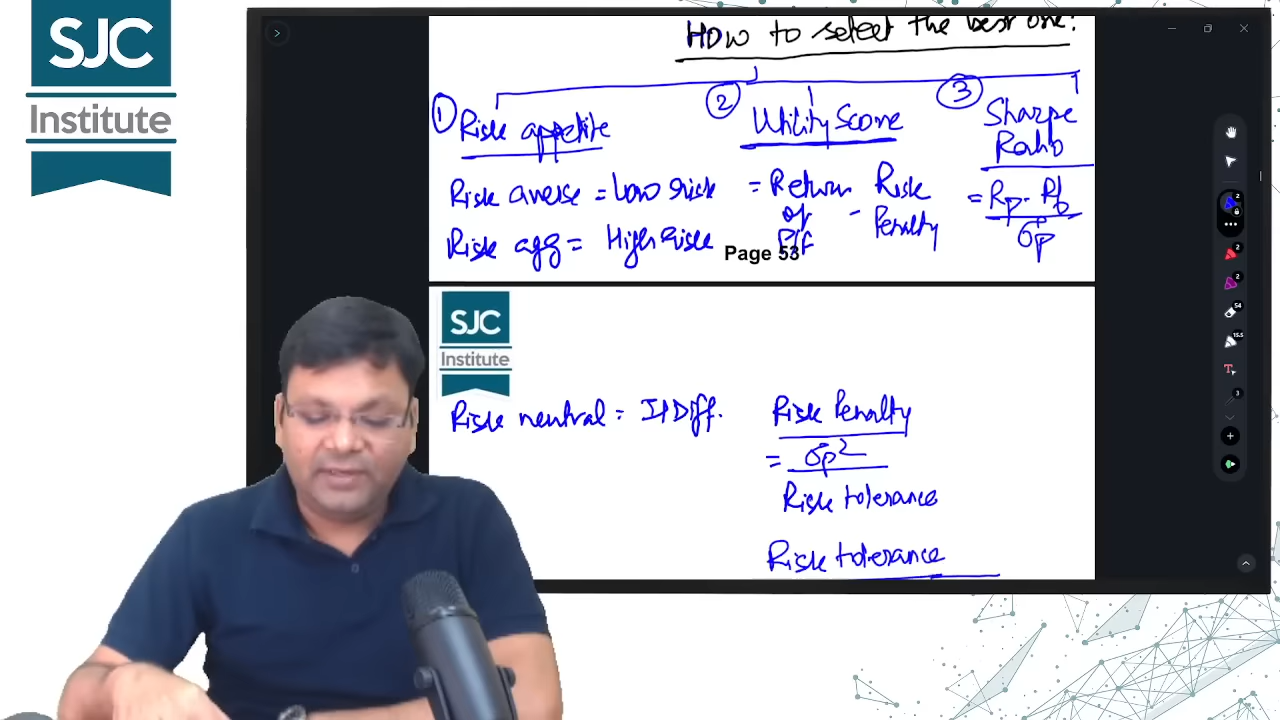 SJC
Institute
How to select the best one?
① Risk appetite
Risk averse = Low risk
Risk agg = High Risk
② Utility Score
= Return of P/f - Risk Penalty
③ Sharpe Ratio
= Rp - Rf
σp
Page 53
SJC
Institute
Risk neutral =
Risk Penalty
= σp²
Risk tolerance
Risk tolerance